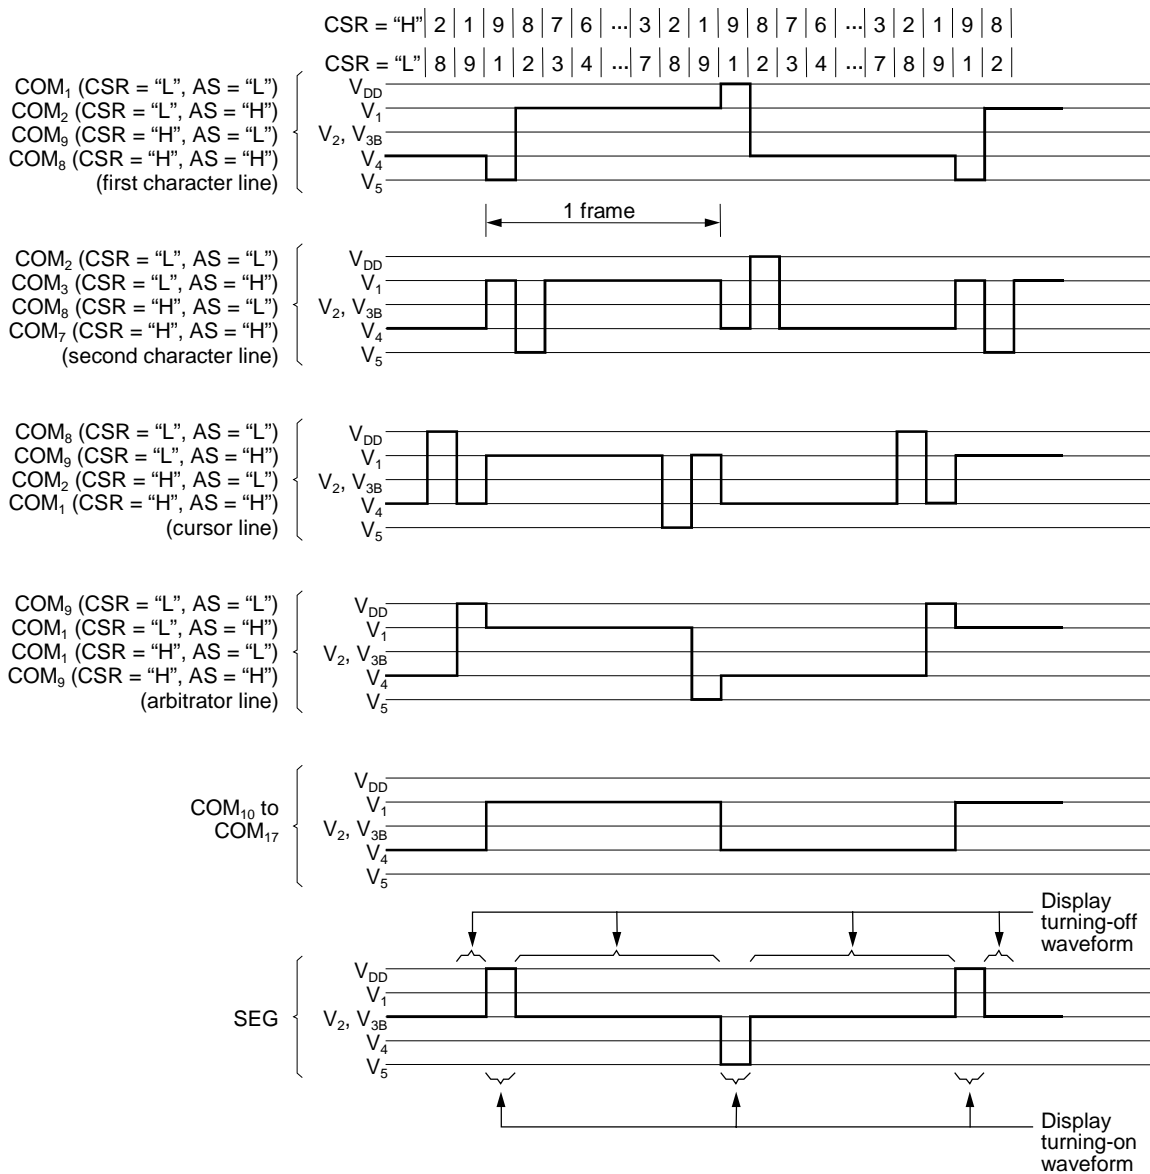 CSR = “H” 2 1 9 8 7 6 ... 3 2 1 9 8 7 6 ... 3 2 1 9 8
CSR = “L” 8 9 1 2 3 4 ... 7 8 9 1 2 3 4 ... 7 8 9 1 2
COM1 (CSR = “L”, AS = “L”)
COM2 (CSR = “L”, AS = “H”)
COM9 (CSR = “H”, AS = “L”)
COM8 (CSR = “H”, AS = “H”)
(first character line)
VDD
V1
V2, V3B
V4
V5
1 frame
COM2 (CSR = “L”, AS = “L”)
COM3 (CSR = “L”, AS = “H”)
COM8 (CSR = “H”, AS = “L”)
COM7 (CSR = “H”, AS = “H”)
(second character line)
VDD
V1
V2, V3B
V4
V5
COM8 (CSR = “L”, AS = “L”)
COM9 (CSR = “L”, AS = “H”)
COM2 (CSR = “H”, AS = “L”)
COM1 (CSR = “H”, AS = “H”)
(cursor line)
VDD
V1
V2, V3B
V4
V5
COM9 (CSR = “L”, AS = “L”)
COM1 (CSR = “L”, AS = “H”)
COM1 (CSR = “H”, AS = “L”)
COM9 (CSR = “H”, AS = “H”)
(arbitrator line)
VDD
V1
V2, V3B
V4
V5
COM10 to
COM17
VDD
V1
V2, V3B
V4
V5
Display
turning-off
waveform
SEG
VDD
V1
V2, V3B
V4
V5
Display
turning-on
waveform